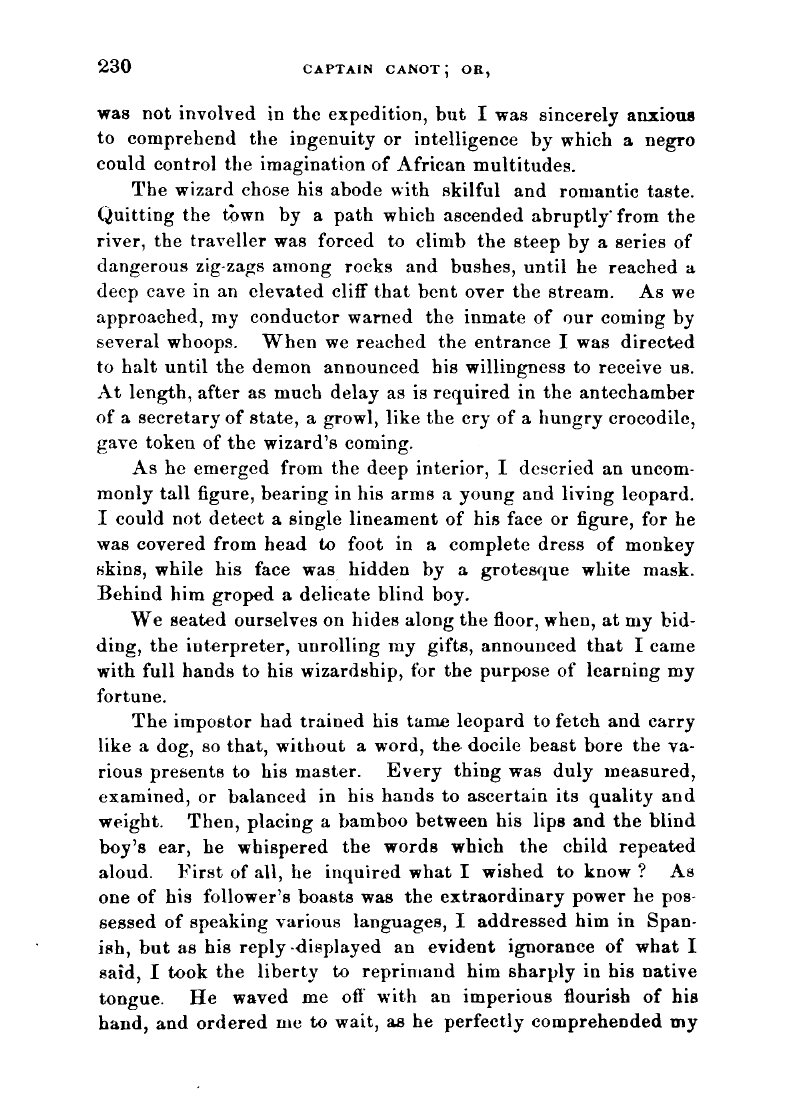 230 CAPTAIN CANOT; OR,
was not involved in the expedition, but I was sincerely anxious
to comprehend the ingenuity or intelligence by which a negro
could control the imagination of African multitudes.
The wizard chose his abode with skilful and romantic taste.
Quitting the town by a path which ascended abruptly from the
river, the traveller was forced to climb the steep by a series of
dangerous zig-zags among rocks and bushes, until he reached a
deep cave in an elevated cliff that bent over the stream. As we
approached, my conductor warned the inmate of our coming by
several whoops. When we reached the entrance I was directed
to halt until the demon announced his willingness to receive us.
At length, after as much delay as is required in the antechamber
of a secretary of state, a growl, like the cry of a hungry crocodile,
gave token of the wizard's coming.
As he emerged from the deep interior, I descried an uncom-
monly tall figure, bearing in his arms a young and living leopard.
I could not detect a single lineament of his face or figure, for he
was covered from head to foot in a complete dress of monkey
skins, while his face was hidden by a grotesque white mask.
Behind him groped a delicate blind boy.
We seated ourselves on hides along the floor, when, at my bid-
ding, the interpreter, unrolling my gifts, announced that I came
with full hands to his wizardship, for the purpose of learning my
fortune.
The impostor had trained his tame leopard to fetch and carry
like a dog, so that, without a word, the docile beast bore the va-
rious presents to his master. Every thing was duly measured,
examined, or balanced in his hands to ascertain its quality and
weight. Then, placing a bamboo between his lips and the blind
boy's ear, he whispered the words which the child repeated
aloud. First of all, he inquired what I wished to know? As
one of his follower's boasts was the extraordinary power he pos-
sessed of speaking various languages, I addressed him in Span-
ish, but as his reply displayed an evident ignorance of what I
said, I took the liberty to reprimand him sharply in his native
tongue. He waved me off with an imperious flourish of his
hand, and ordered me to wait, as he perfectly comprehended my